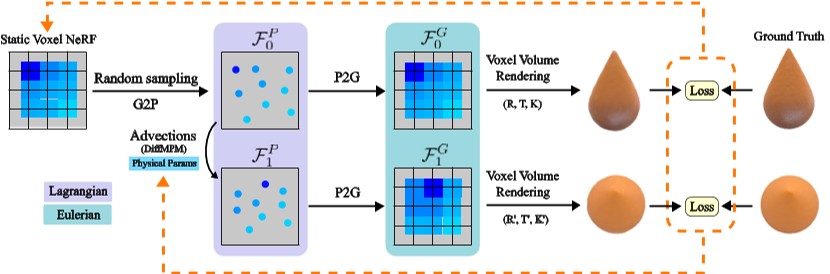 Static Voxel NeRF
Random sampling
G2P
Advections
(DiffMPM)
Physical Params
Lagrangian
Eulerian
F_0^P
F_1^P
P2G
P2G
F_0^G
F_1^G
Voxel Volume
Rendering
(R, T, K)
Voxel Volume
Rendering
(R', T', K')
Loss
Loss
Ground Truth